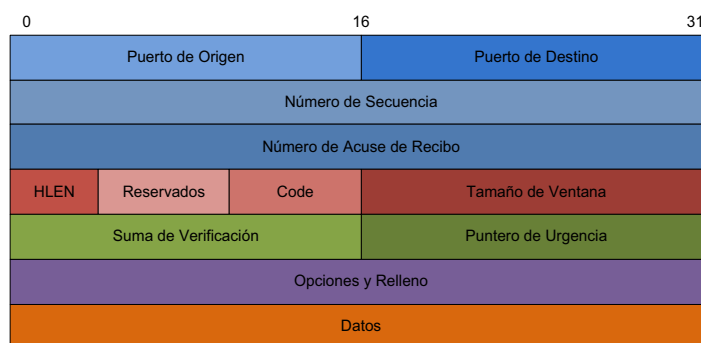 0 16 31
Puerto de Origen Puerto de Destino
Número de Secuencia
Número de Acuse de Recibo
HLEN Reservados Code Tamaño de Ventana
Suma de Verificación Puntero de Urgencia
Opciones y Relleno
Datos